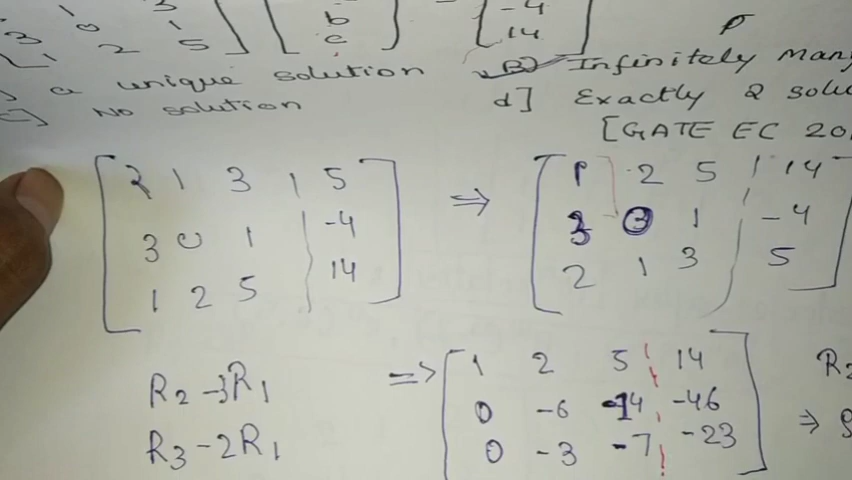 3 0 1 b -4
1 2 5 c 14
a unique solution B) Infinitely Many
C] No solution d] Exactly 2 solu
[GATE EC 20
2 1 3 | 5 ⇒ 1 2 5 | 14
3 0 1 | -4 3 0 1 | -4
1 2 5 | 14 2 1 3 | 5
R2 -3R1 ⇒ 1 2 5 | 14 R2
0 -6 -14 | -46
R3 -2R1 0 -3 -7 | -23 ⇒